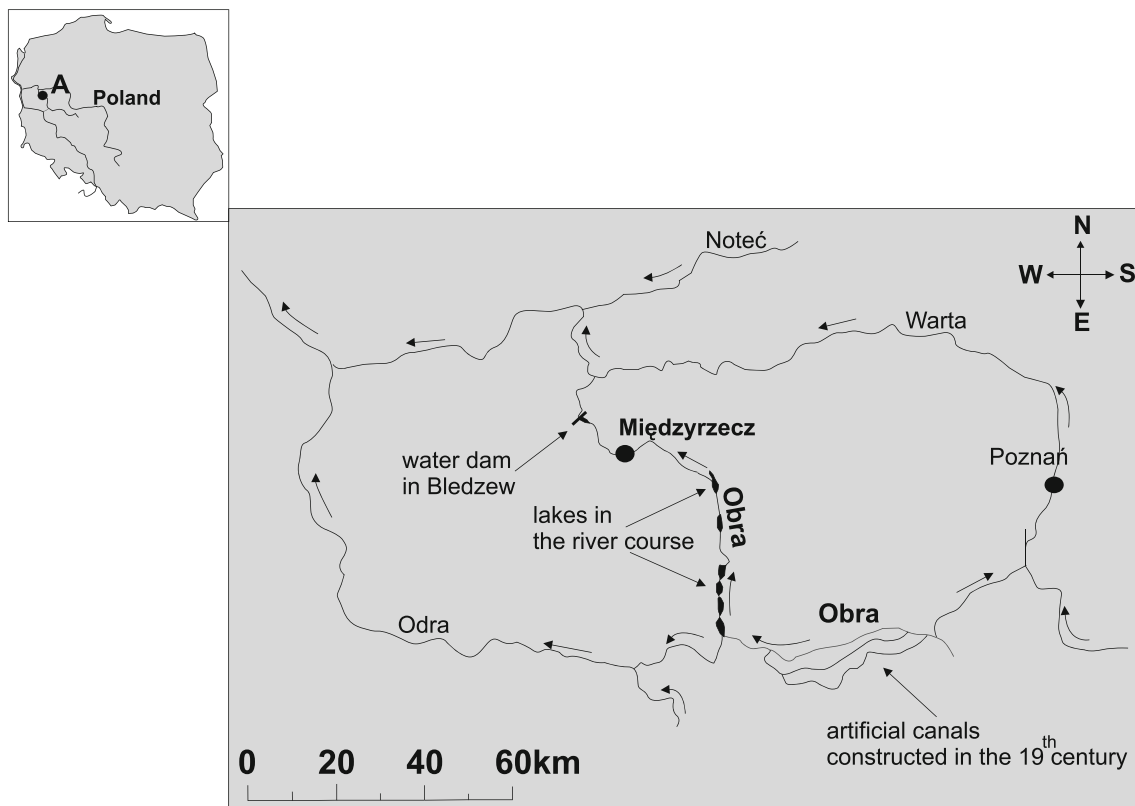 A
Poland
Noteć
N
W
S
E
Warta
Międzyrzecz
water dam
in Bledzew
Poznań
lakes in
the river course
Obra
Obra
Odra
artificial canals
constructed in the 19th century
0 20 40 60km